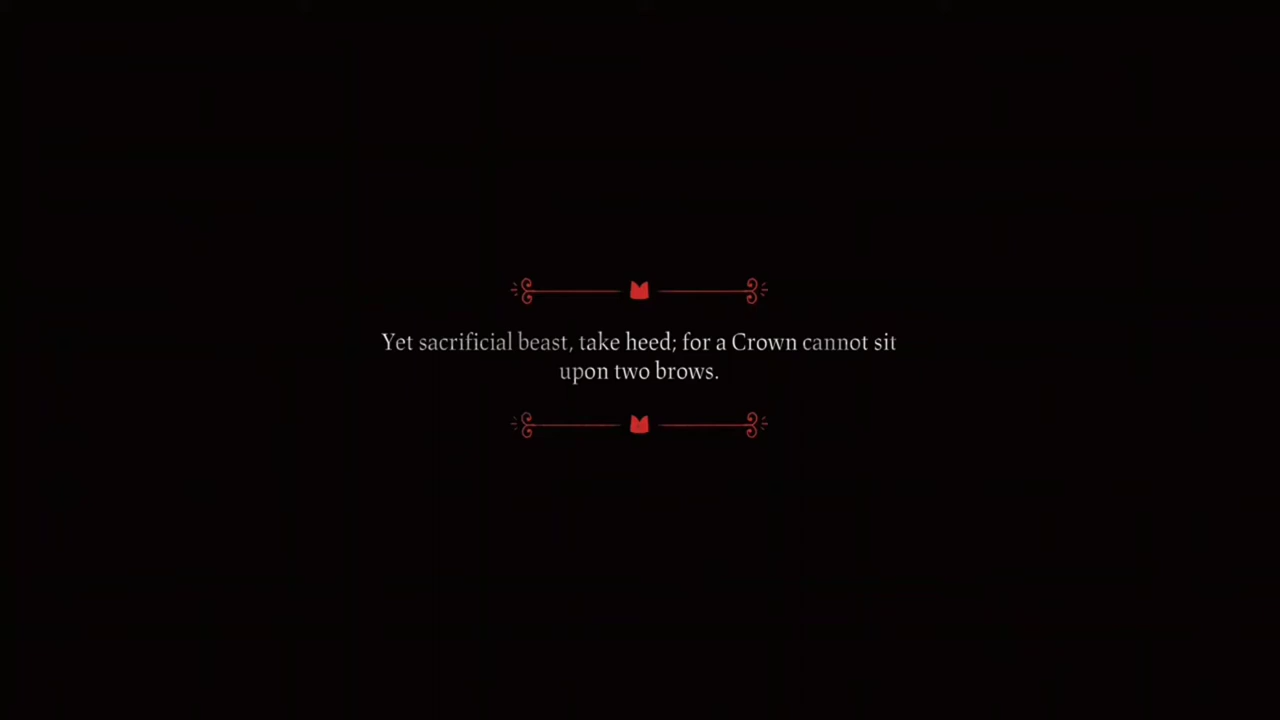 Yet sacrificial beast, take heed; for a Crown cannot sit
upon two brows.